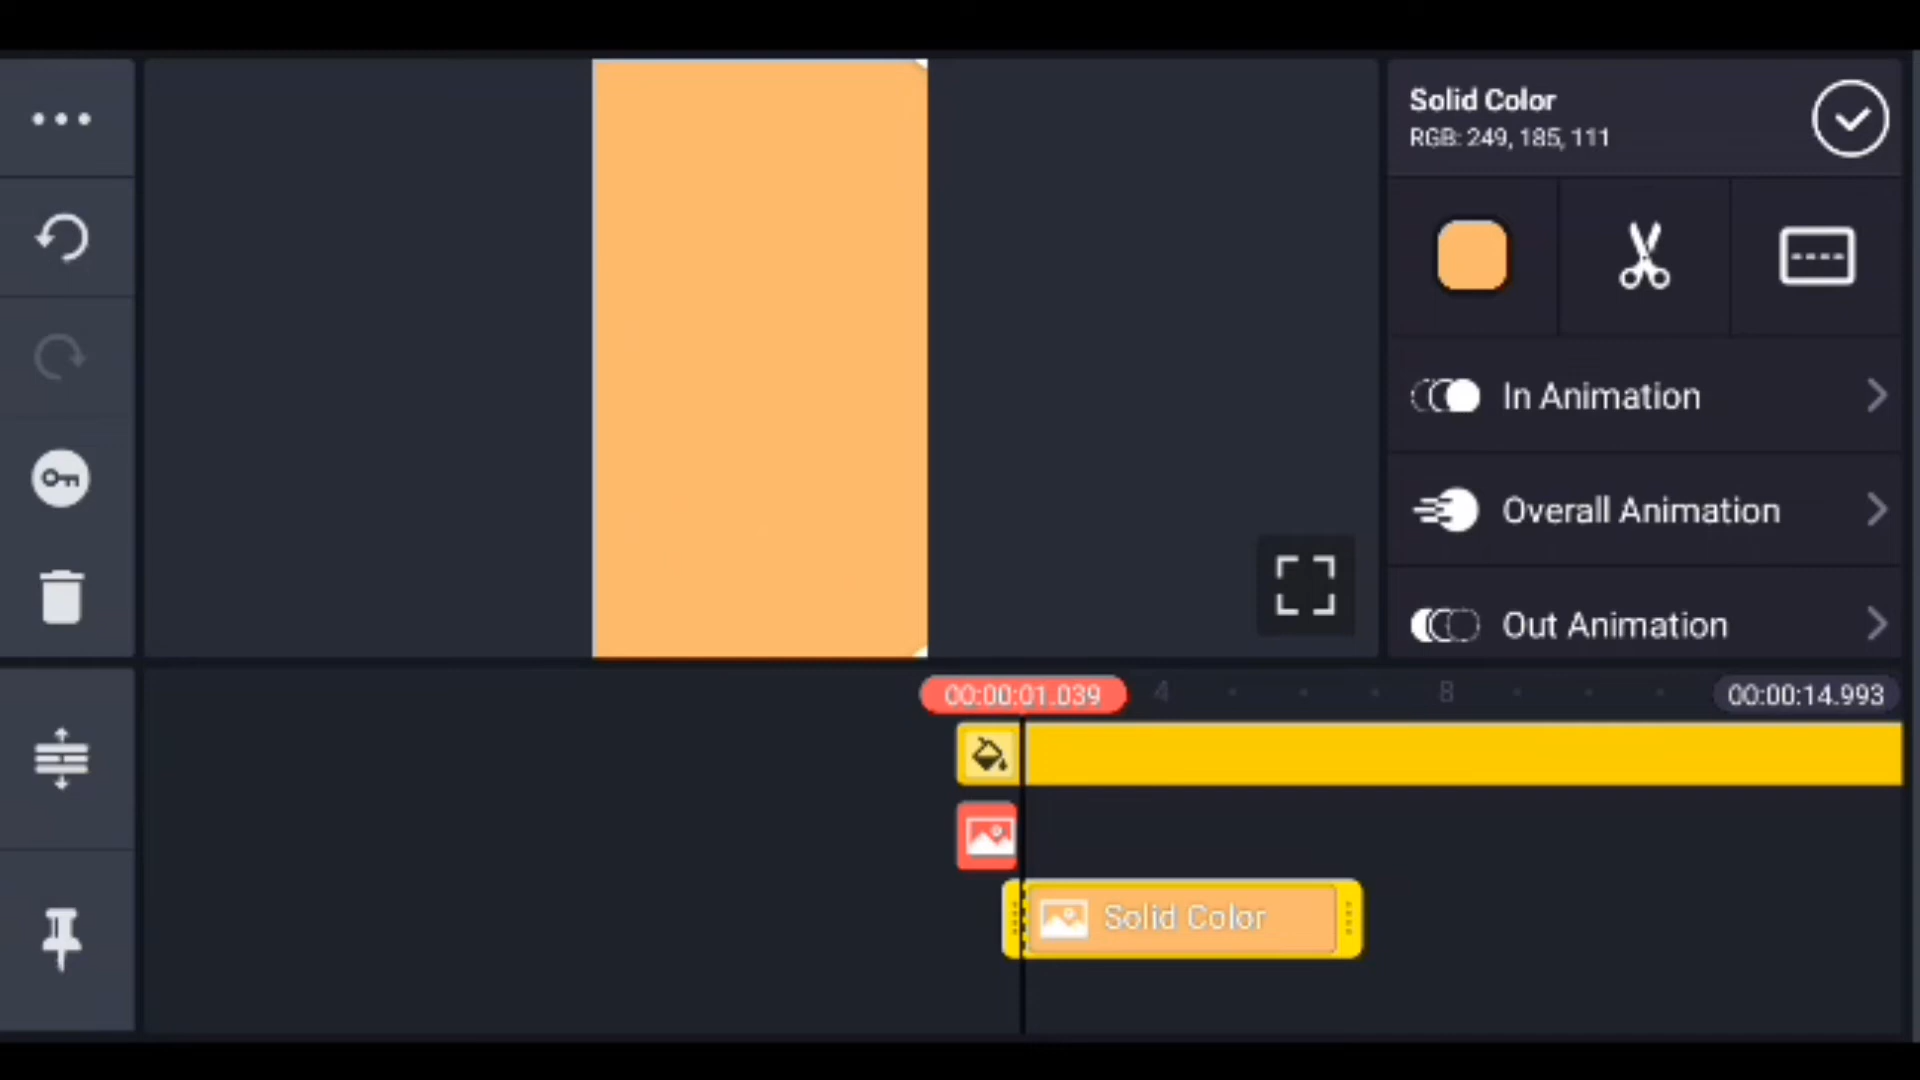 Solid Color
RGB: 249, 185, 111
In Animation
Overall Animation
Out Animation
00:00:01.039
4
8
00:00:14.993
Solid Color